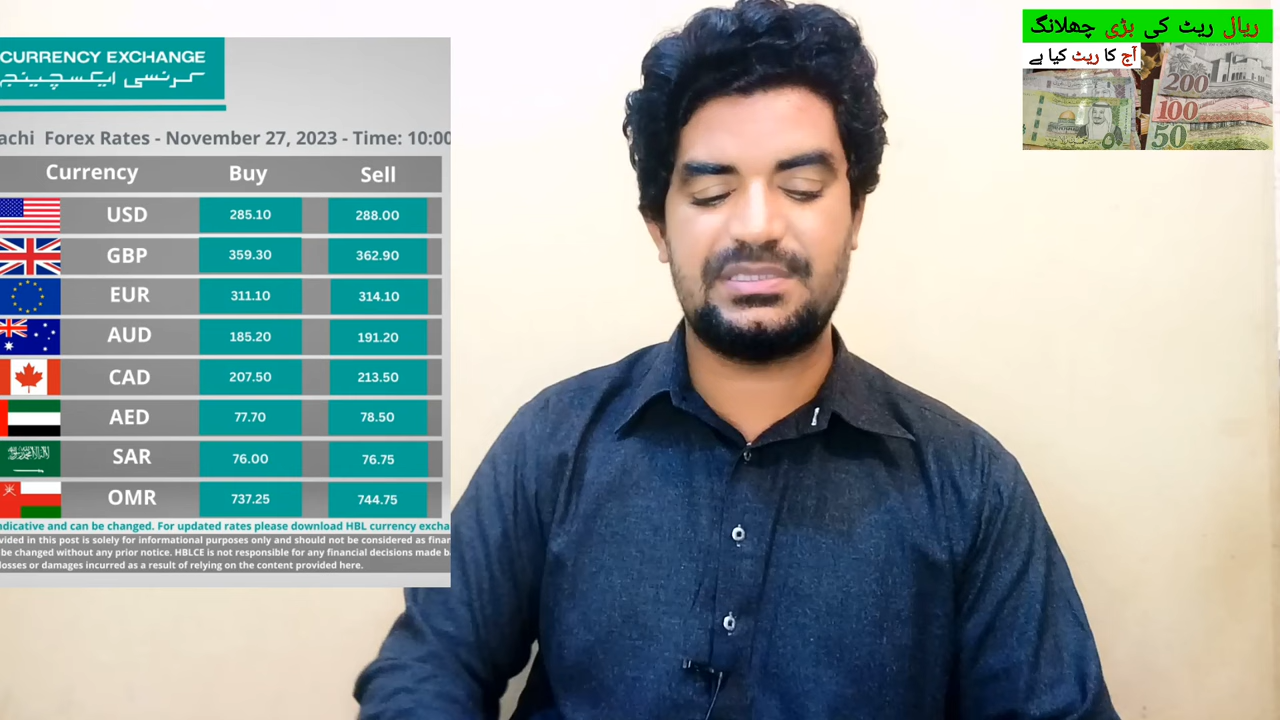 CURRENCY EXCHANGE
کرنسی ایکسچینج
achi Forex Rates - November 27, 2023 - Time: 10:00
Currency Buy Sell
USD 285.10 288.00
GBP 359.30 362.90
EUR 311.10 314.10
AUD 185.20 191.20
CAD 207.50 213.50
AED 77.70 78.50
SAR 76.00 76.75
OMR 737.25 744.75
ndicative and can be changed. For updated rates please download HBL currency excha
vided in this post is solely for informational purposes only and should not be considered as finan
be changed without any prior notice. HBLCE is not responsible for any financial decisions made b
losses or damages incurred as a result of relying on the content provided here.
ریال ریٹ کی بڑی چھلانگ
آج کا ریٹ کیا ہے
200
100
50